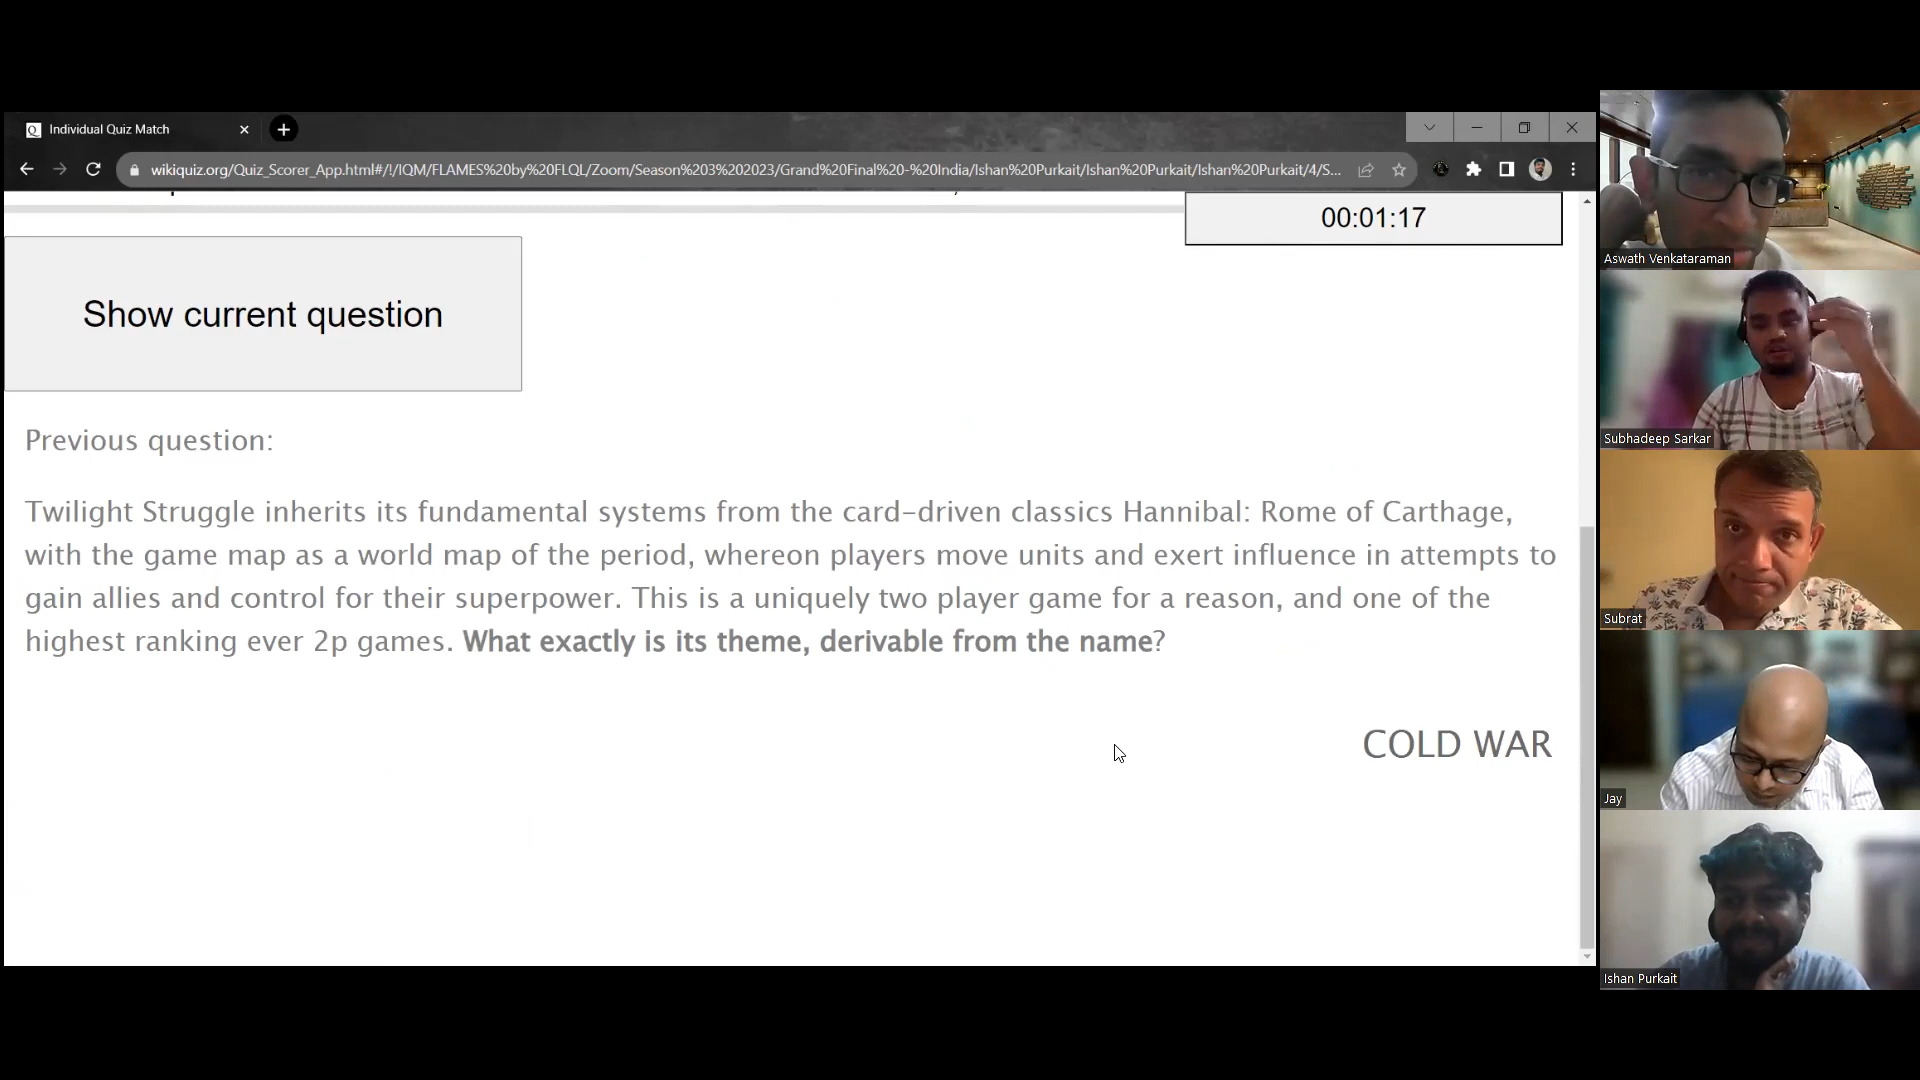 Individual Quiz Match
wikiquiz.org/Quiz_Scorer_App.html#/!/IQM/FLAMES%20by%20FLQL/Zoom/Season%203%202023/Grand%20Final%20-%20India/Ishan%20Purkait/Ishan%20Purkait/Ishan%20Purkait/4/S...
00:01:17
Show current question
Previous question:
Twilight Struggle inherits its fundamental systems from the card-driven classics Hannibal: Rome of Carthage,
with the game map as a world map of the period, whereon players move units and exert influence in attempts to
gain allies and control for their superpower. This is a uniquely two player game for a reason, and one of the
highest ranking ever 2p games. What exactly is its theme, derivable from the name?
COLD WAR
Aswath Venkataraman
Subhadeep Sarkar
Subrat
Jay
Ishan Purkait